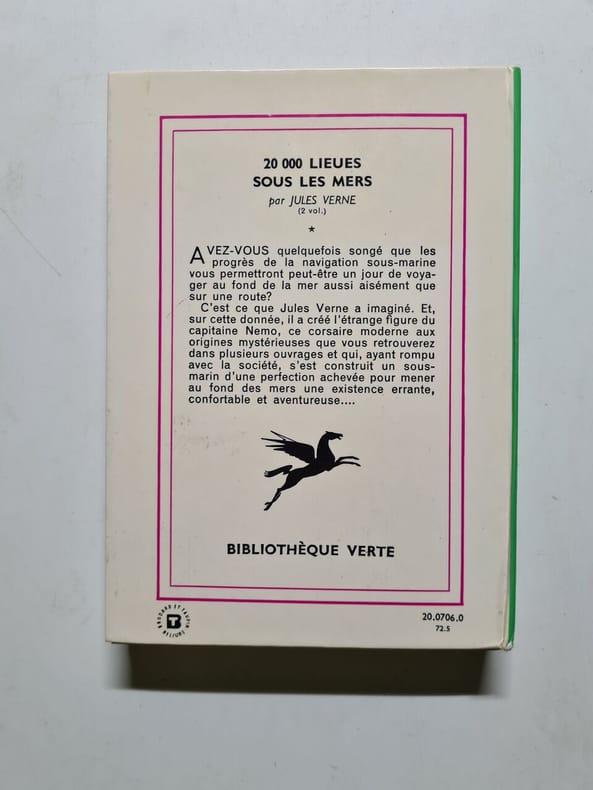 20 000 LIEUES
SOUS LES MERS
par JULES VERNE
(2 vol.)
AVEZ-VOUS quelquefois songé que les
progrès de la navigation sous-marine
vous permettront peut-être un jour de voya-
ger au fond de la mer aussi aisément que
sur une route?
C'est ce que Jules Verne a imaginé. Et,
sur cette donnée, il a créé l'étrange figure du
capitaine Nemo, ce corsaire moderne aux
origines mystérieuses que vous retrouverez
dans plusieurs ouvrages et qui, ayant rompu
avec la société, s'est construit un sous-
marin d'une perfection achevée pour mener
au fond des mers une existence errante,
confortable et aventureuse....
BIBLIOTHÈQUE VERTE
BRODARD ET TAUPIN
RELIURE
T
20.0706.0
72.5